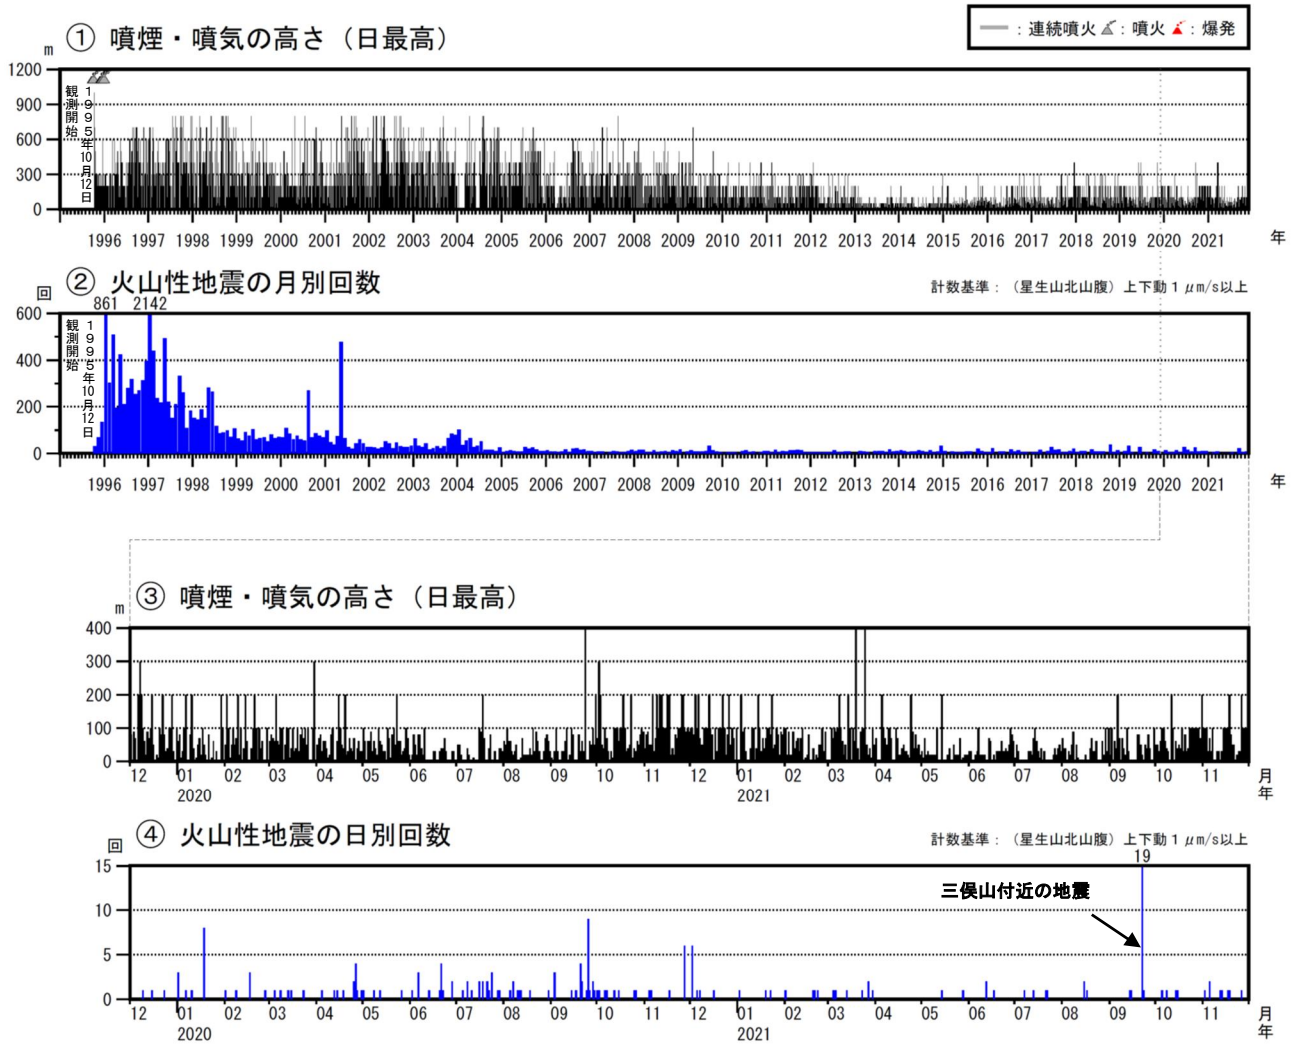 ：連続噴火 ：噴火 ：爆発
① 噴煙・噴気の高さ（日最高）
m
1200
900
600
300
0
観測開始
1995年10月12日
1996 1997 1998 1999 2000 2001 2002 2003 2004 2005 2006 2007 2008 2009 2010 2011 2012 2013 2014 2015 2016 2017 2018 2019 2020 2021 年
② 火山性地震の月別回数
計数基準：（星生山北山腹）上下動１μm/s以上
回
861 2142
600
400
200
0
観測開始
1995年10月12日
1996 1997 1998 1999 2000 2001 2002 2003 2004 2005 2006 2007 2008 2009 2010 2011 2012 2013 2014 2015 2016 2017 2018 2019 2020 2021 年
③ 噴煙・噴気の高さ（日最高）
m
400
300
200
100
0
12 01 02 03 04 05 06 07 08 09 10 11 12 01 02 03 04 05 06 07 08 09 10 11 月
2020 2021 年
④ 火山性地震の日別回数
計数基準：（星生山北山腹）上下動１μm/s以上
回
19
15
10
5
0
三俣山付近の地震
12 01 02 03 04 05 06 07 08 09 10 11 12 01 02 03 04 05 06 07 08 09 10 11 月
2020 2021 年